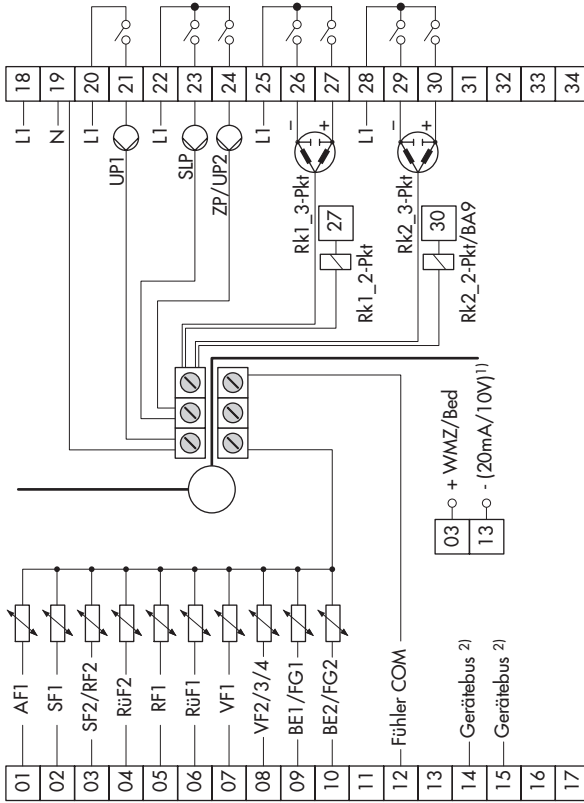 18 L1
19 N
20 L1
21 UP1
22 L1
23 SLP
24 ZP/UP2
25 L1
26 –
27 +
Rk1_3-Pkt
27
Rk1_2-Pkt
28 L1
29 –
30 +
Rk2_3-Pkt
30
Rk2_2-Pkt/BA9
31
32
33
34
01 AF1
02 SF1
03 SF2/RF2
04 RüF2
05 RF1
06 RüF1
07 VF1
08 VF2/3/4
09 BE1/FG1
10 BE2/FG2
11
12 Fühler COM
13
14 Gerätebus 2)
15 Gerätebus 2)
16
17
03 + WMZ/Bed
13 - (20mA/10V)1)